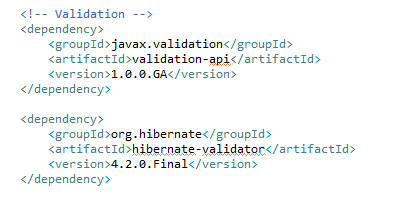 <!-- Validation -->
<dependency>
<groupId>javax.validation</groupId>
<artifactId>validation-api</artifactId>
<version>1.0.0.GA</version>
</dependency>
<dependency>
<groupId>org.hibernate</groupId>
<artifactId>hibernate-validator</artifactId>
<version>4.2.0.Final</version>
</dependency>